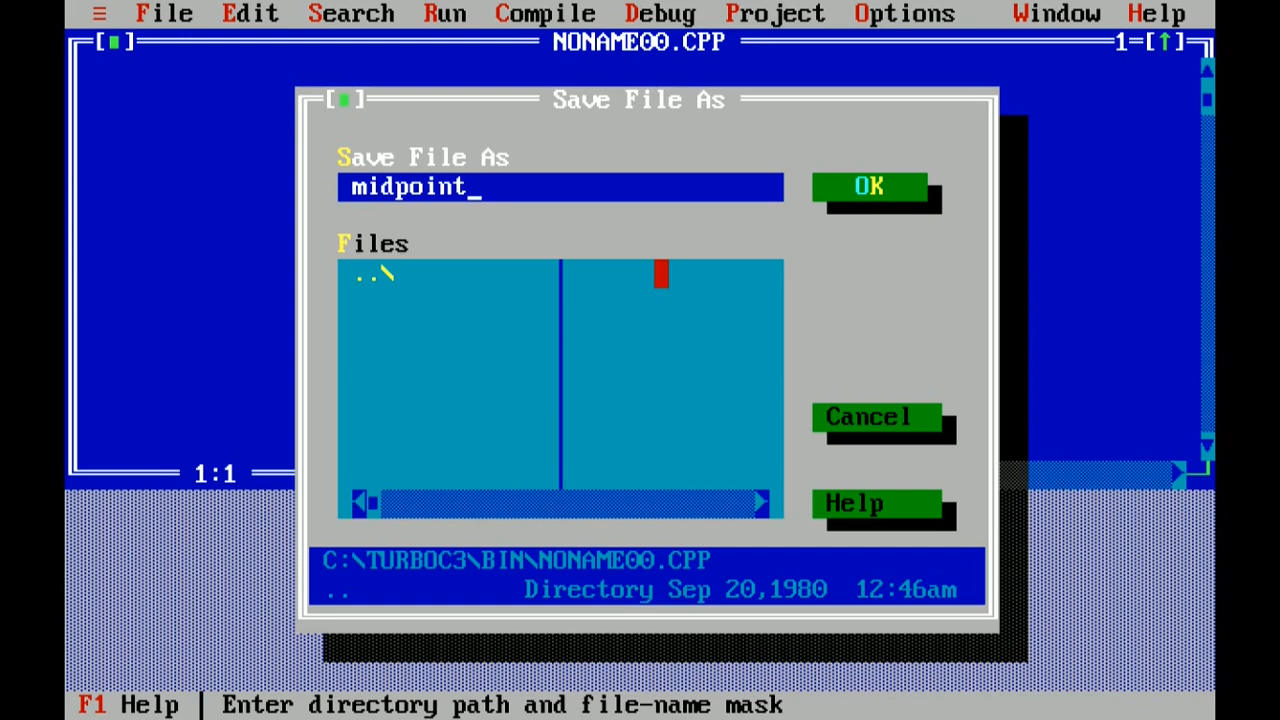 ≡ File Edit Search Run Compile Debug Project Options Window Help
[■] NONAME00.CPP 1=[↑]
[■] Save File As
Save File As
midpoint_ OK
Files
..\
Cancel
1:1
Help
C:\TURBOC3\BIN\NONAME00.CPP
.. Directory Sep 20,1980 12:46am
F1 Help | Enter directory path and file-name mask